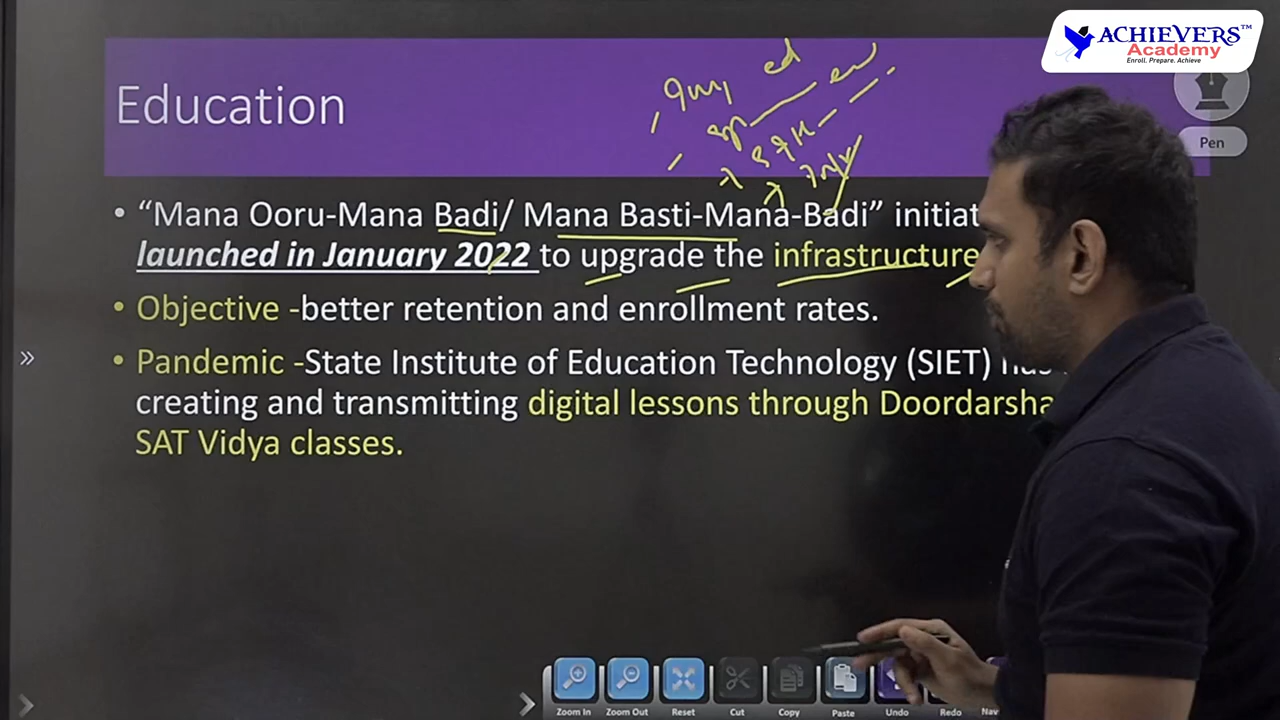 ACHIEVERS™
Academy
Enroll. Prepare. Achieve
Pen
Education
• “Mana Ooru-Mana Badi/ Mana Basti-Mana-Badi” initiat
launched in January 2022 to upgrade the infrastructure
• Objective -better retention and enrollment rates.
• Pandemic -State Institute of Education Technology (SIET) has
creating and transmitting digital lessons through Doordarsha
SAT Vidya classes.
Zoom In Zoom Out Reset Cut Copy Paste Undo Redo Nav